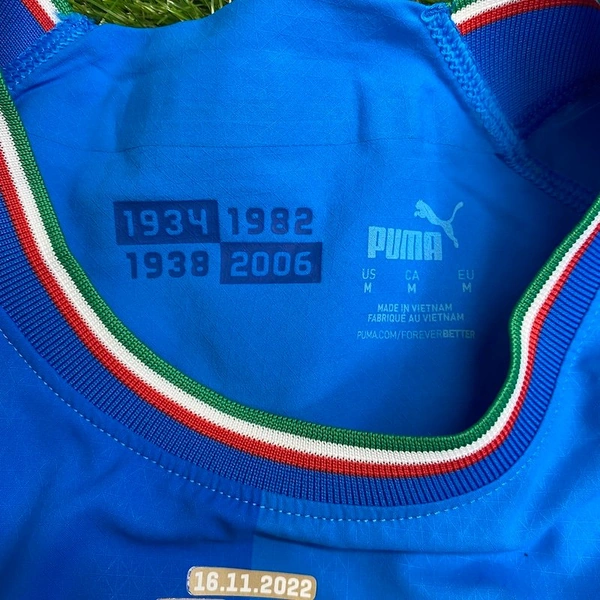 1934 1982
1938 2006
PUMA
US CA EU
M M M
MADE IN VIETNAM
FABRIQUÉ AU VIETNAM
PUMA.COM/FOREVERBETTER
16.11.2022